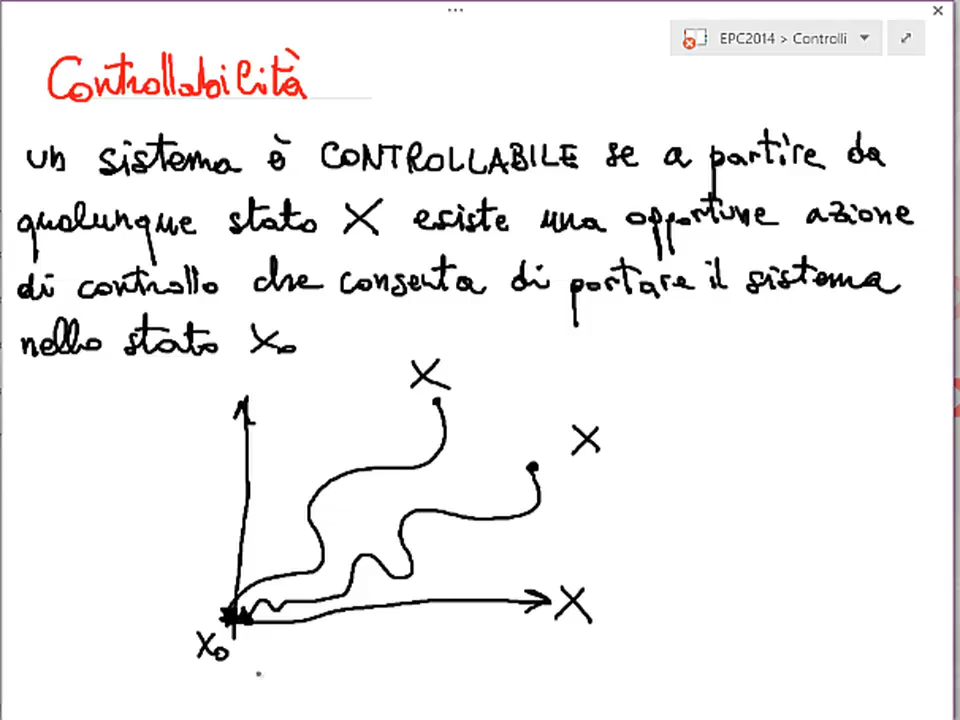 EPC2014 > Controlli
Controllabilità
un sistema è CONTROLLABILE se a partire da
qualunque stato X esiste una opportuna azione
di controllo che consenta di portare il sistema
nello stato X₀
X
X
X
X₀